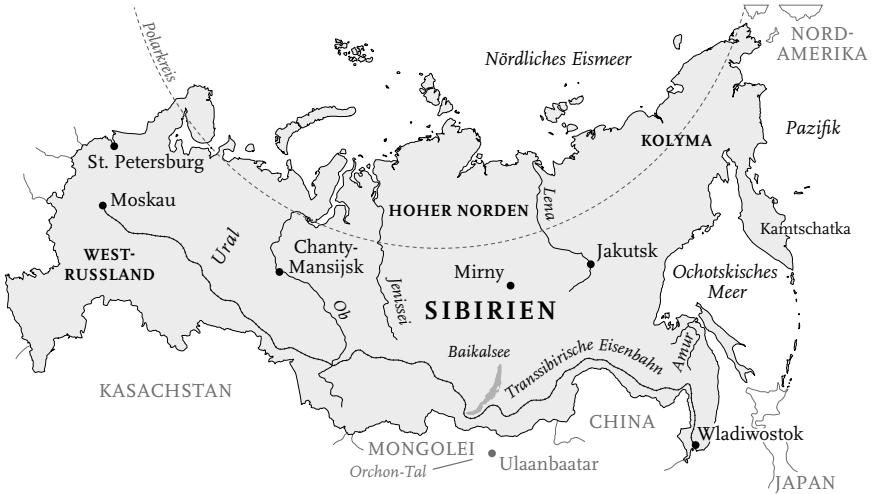 Polarkreis
Nördliches Eismeer
NORD-
AMERIKA
KOLYMA
Pazifik
St. Petersburg
Moskau
HOHER NORDEN
Lena
Kamtschatka
WEST-
RUSSLAND
Ural
Chanty-
Mansijsk
Jakutsk
Mirny
Ochotskisches
Meer
Ob
Jenissei
SIBIRIEN
Baikalsee
Transsibirische Eisenbahn
Amur
KASACHSTAN
CHINA
Wladiwostok
MONGOLEI
Orchon-Tal
Ulaanbaatar
JAPAN